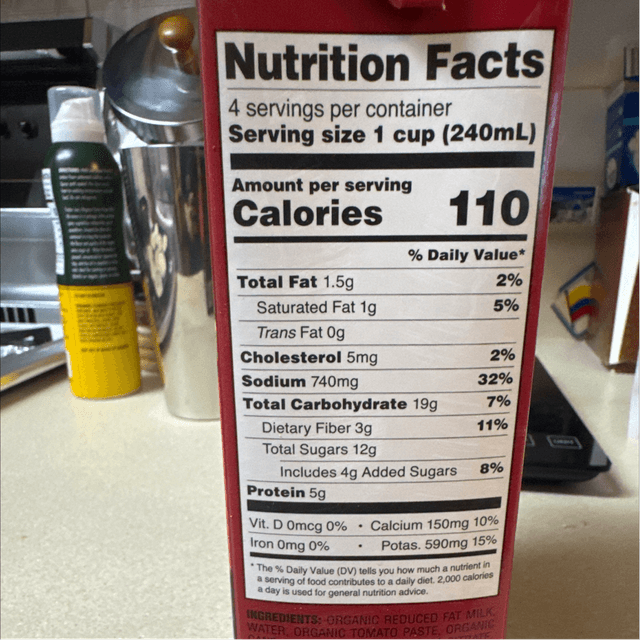 Nutrition Facts
4 servings per container
Serving size 1 cup (240mL)
Amount per serving
Calories 110
% Daily Value*
Total Fat 1.5g 2%
Saturated Fat 1g 5%
Trans Fat 0g
Cholesterol 5mg 2%
Sodium 740mg 32%
Total Carbohydrate 19g 7%
Dietary Fiber 3g 11%
Total Sugars 12g
Includes 4g Added Sugars 8%
Protein 5g
Vit. D 0mcg 0% • Calcium 150mg 10%
Iron 0mg 0% • Potas. 590mg 15%
* The % Daily Value (DV) tells you how much a nutrient in
a serving of food contributes to a daily diet. 2,000 calories
a day is used for general nutrition advice.
INGREDIENTS: ORGANIC REDUCED FAT MILK,
WATER, ORGANIC TOMATO PASTE, ORGANIC